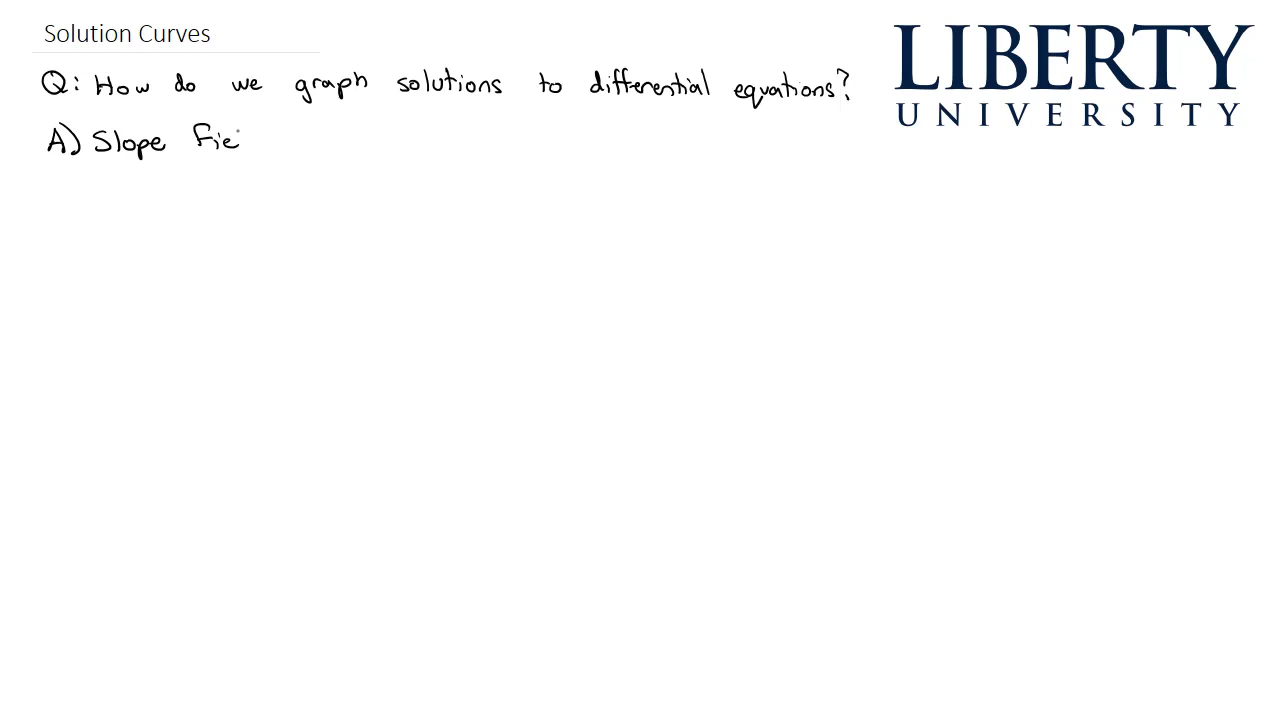 Solution Curves
LIBERTY
UNIVERSITY
Q: How do we graph solutions to differential equations?
A) Slope Fie